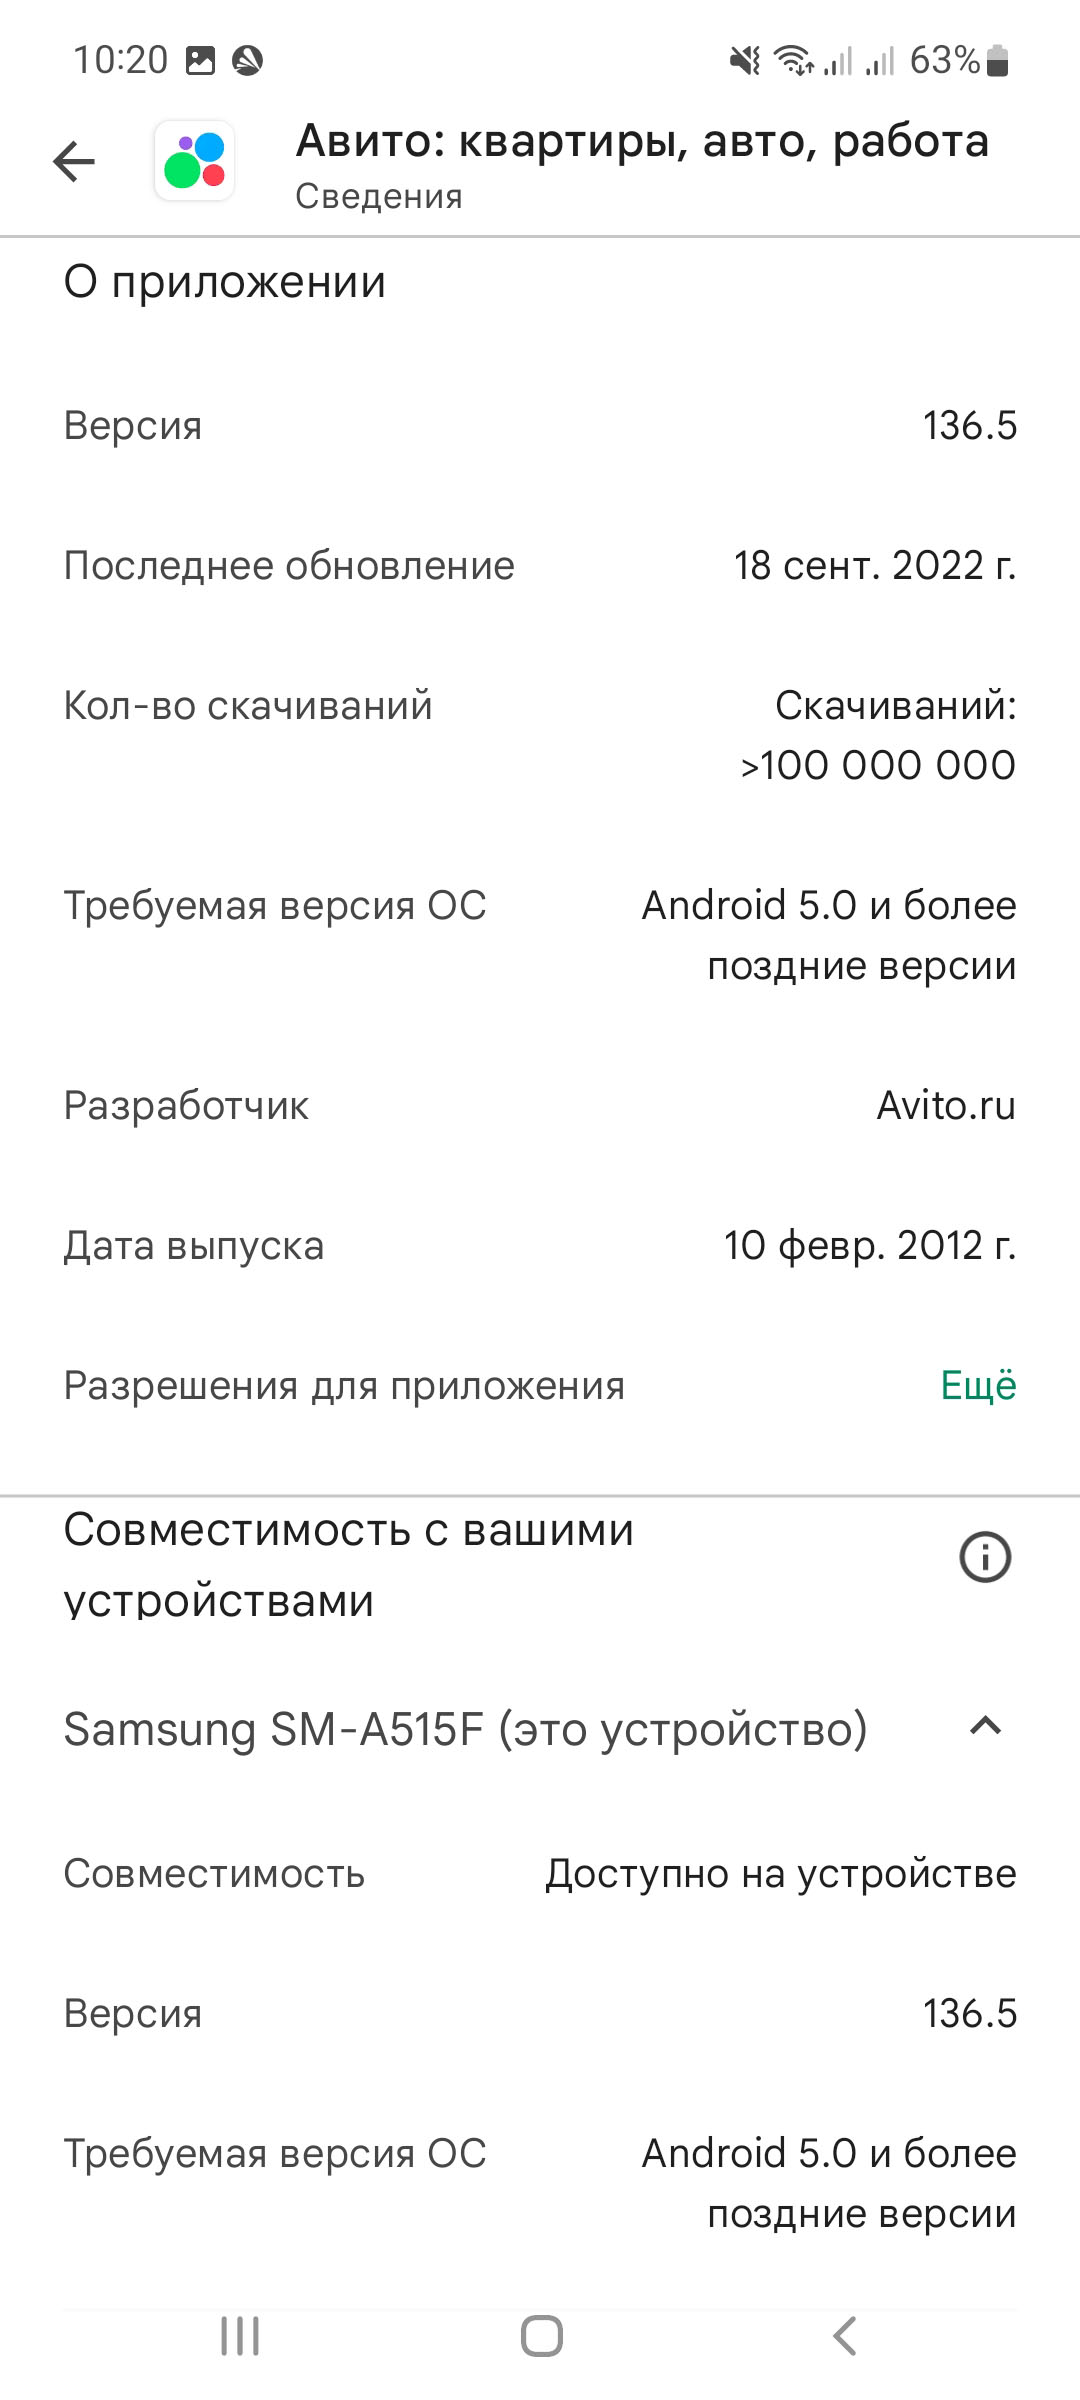 10:20
63%
Авито: квартиры, авто, работа
Сведения
О приложении
Версия 136.5
Последнее обновление 18 сент. 2022 г.
Кол-во скачиваний Скачиваний:
>100 000 000
Требуемая версия ОС Android 5.0 и более
поздние версии
Разработчик Avito.ru
Дата выпуска 10 февр. 2012 г.
Разрешения для приложения Ещё
Совместимость с вашими
устройствами
Samsung SM-A515F (это устройство)
Совместимость Доступно на устройстве
Версия 136.5
Требуемая версия ОС Android 5.0 и более
поздние версии